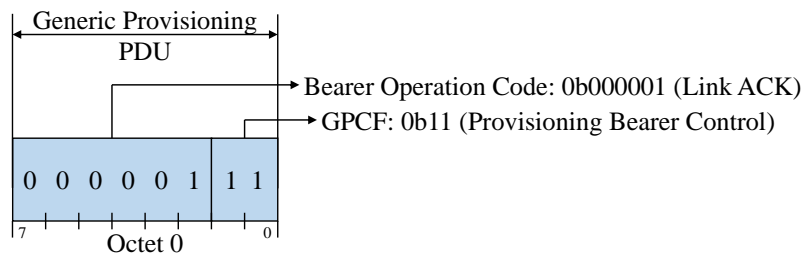 Generic Provisioning
PDU
Bearer Operation Code: 0b000001 (Link ACK)
GPCF: 0b11 (Provisioning Bearer Control)
0 0 0 0 0 1 1 1
7 0
Octet 0